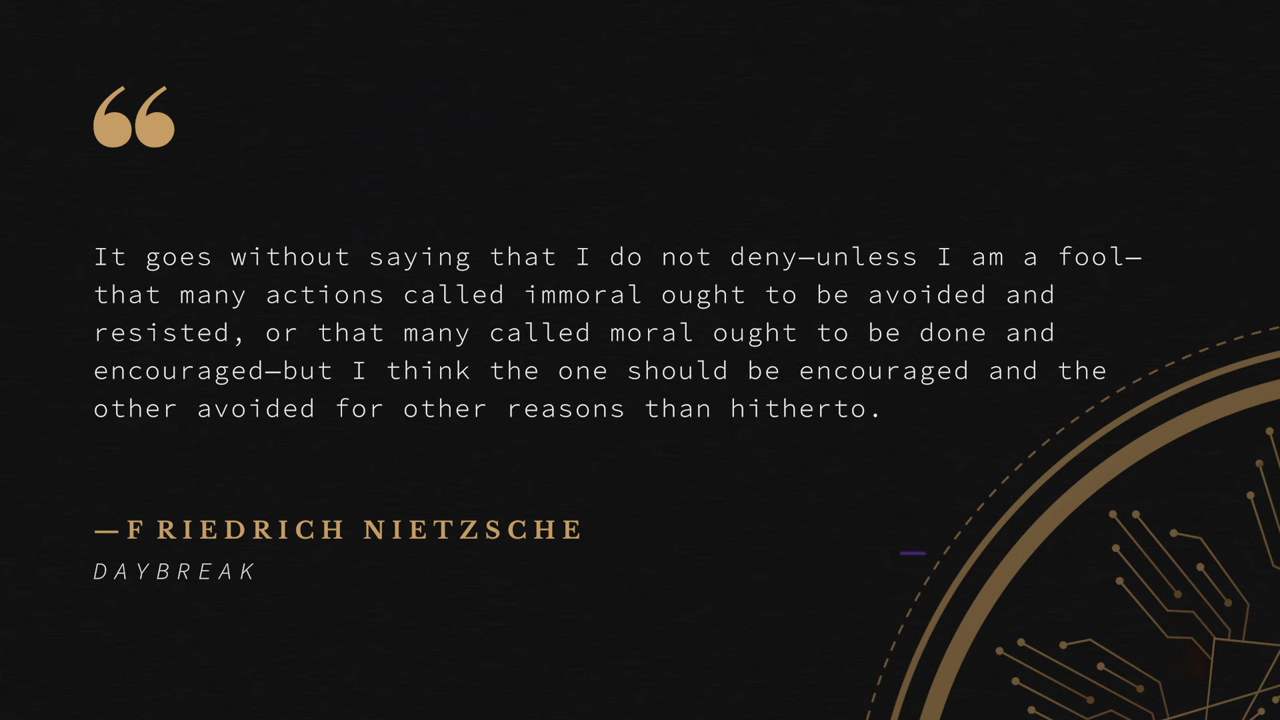 “
It goes without saying that I do not deny—unless I am a fool—
that many actions called immoral ought to be avoided and
resisted, or that many called moral ought to be done and
encouraged—but I think the one should be encouraged and the
other avoided for other reasons than hitherto.
—FRIEDRICH NIETZSCHE
DAYBREAK